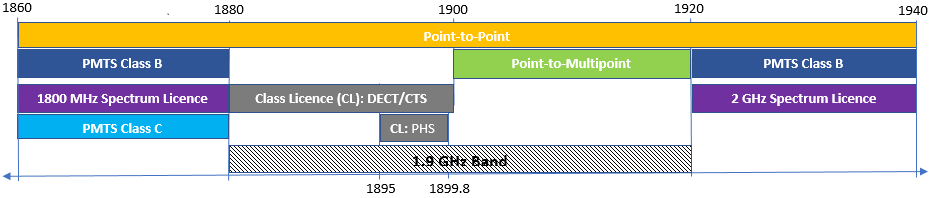 1860 1880 1900 1920 1940
Point-to-Point
PMTS Class B Point-to-Multipoint PMTS Class B
1800 MHz Spectrum Licence Class Licence (CL): DECT/CTS 2 GHz Spectrum Licence
PMTS Class C CL: PHS
1.9 GHz Band
1895 1899.8